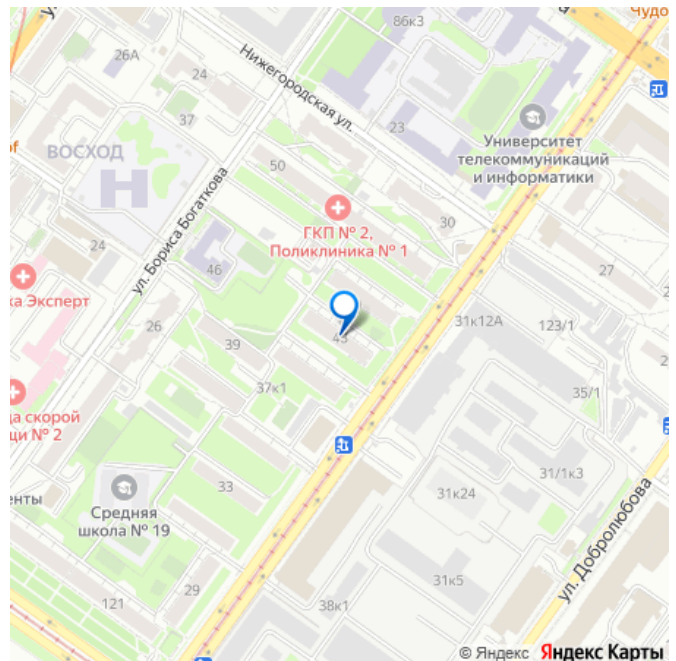 Чудо
86к3
26А
24
Нижегородская ул.
37
23
Университет
телекоммуникаций
и информатики
ВОСХОД
50
ГКП № 2,
Поликлиника № 1
30
ул. Бориса Богаткова
24
46
27
ка Эксперт
26
39
43
31к12А
123/1
37к1
35/1
ца скорой
щи № 2
33
31/1к3
31к24
енты
Средняя
школа № 19
ул. Добролюбова
29
31к5
121
38к1
© Яндекс Яндекс Карты